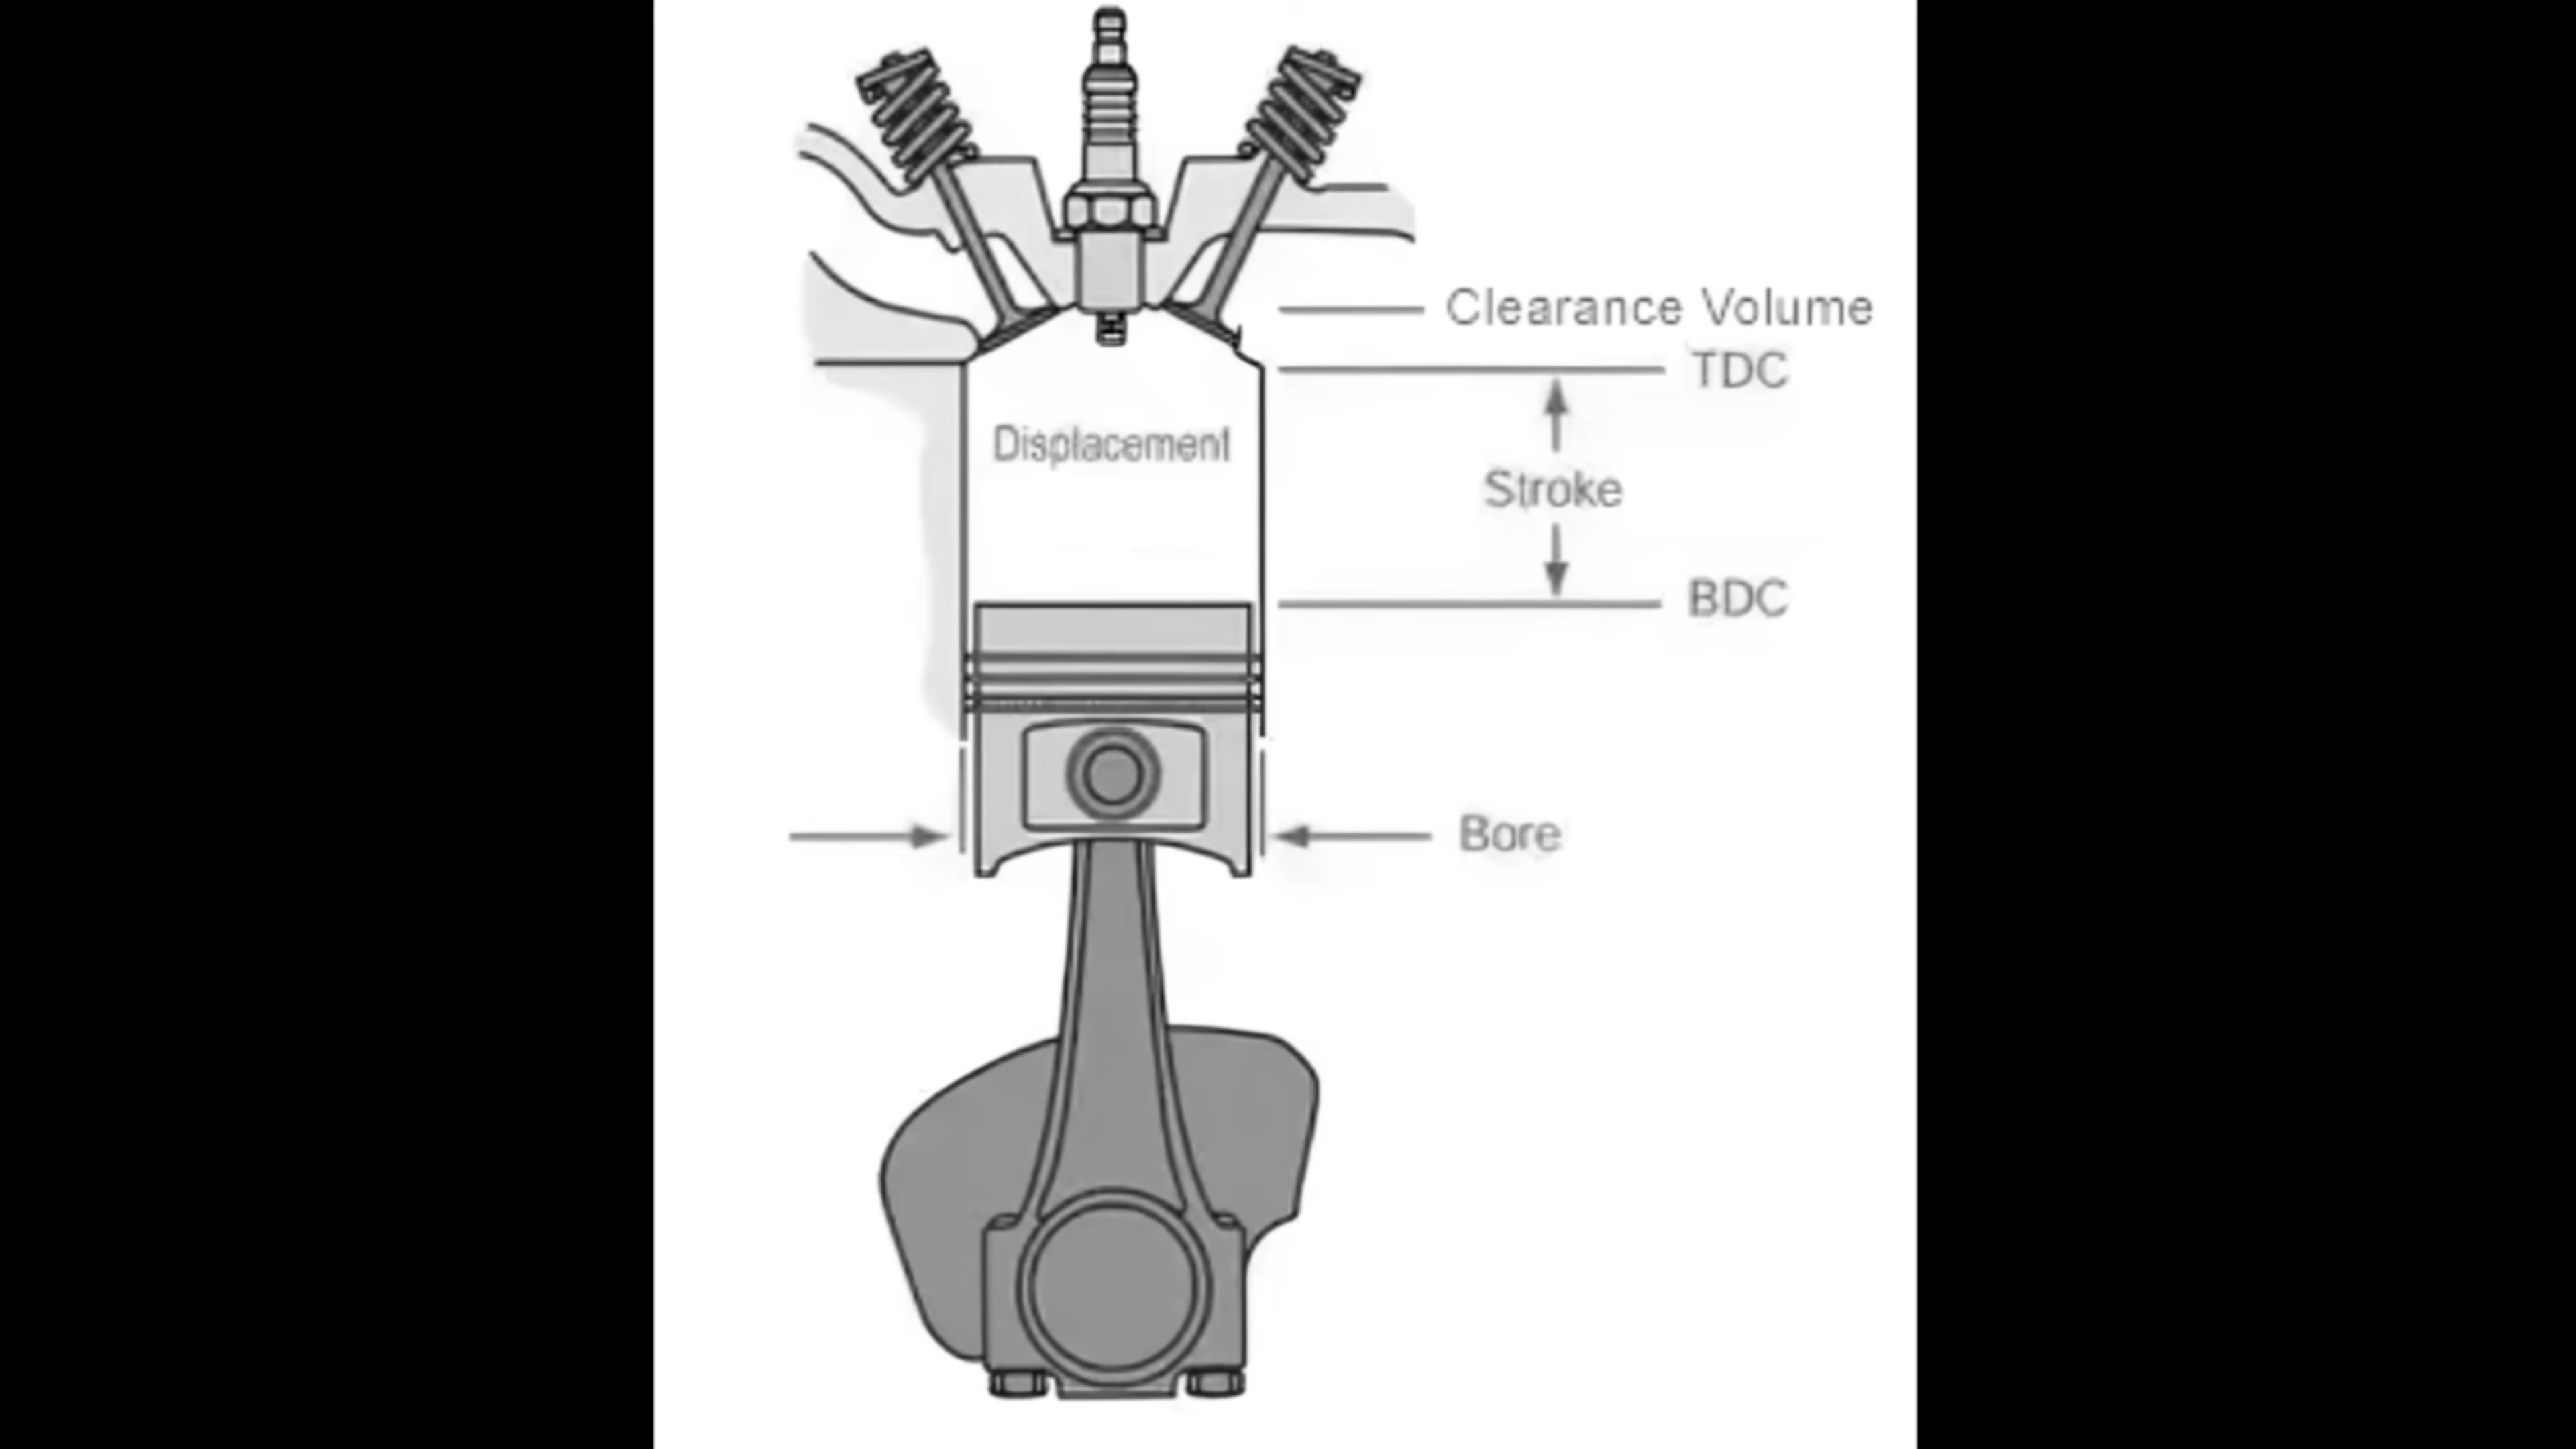 Clearance Volume
TDC
Displacement
Stroke
BDC
Bore